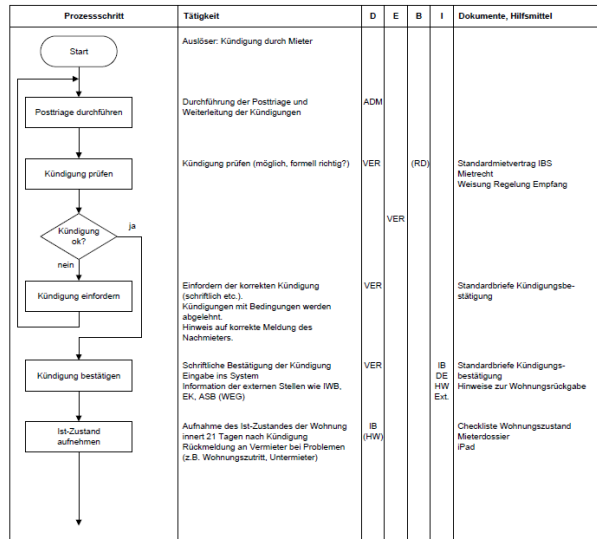 Prozessschritt Tätigkeit D E B I Dokumente, Hilfsmittel
Start
Auslöser: Kündigung durch Mieter
Posttriage durchführen
Durchführung der Posttriage und
Weiterleitung der Kündigungen
ADM
Kündigung prüfen
Kündigung prüfen (möglich, formell richtig?)
VER
(RD)
Standardmietvertrag IBS
Mietrecht
Weisung Regelung Empfang
Kündigung
ok?
ja
nein
VER
Kündigung einfordern
Einfordern der korrekten Kündigung
(schriftlich etc.).
Kündigungen mit Bedingungen werden
abgelehnt.
Hinweis auf korrekte Meldung des
Nachmieters.
VER
Standardbriefe Kündigungsbe-
stätigung
Kündigung bestätigen
Schriftliche Bestätigung der Kündigung
Eingabe ins System
Information der externen Stellen wie IWB,
EK, ASB (WEG)
VER
IB
DE
HW
Ext.
Standardbriefe Kündigungs-
bestätigung
Hinweise zur Wohnungsrückgabe
Ist-Zustand
aufnehmen
Aufnahme des Ist-Zustandes der Wohnung
innert 21 Tagen nach Kündigung
Rückmeldung an Vermieter bei Problemen
(z.B. Wohnungszutritt, Untermieter)
IB
(HW)
Checkliste Wohnungszustand
Mieterdossier
iPad